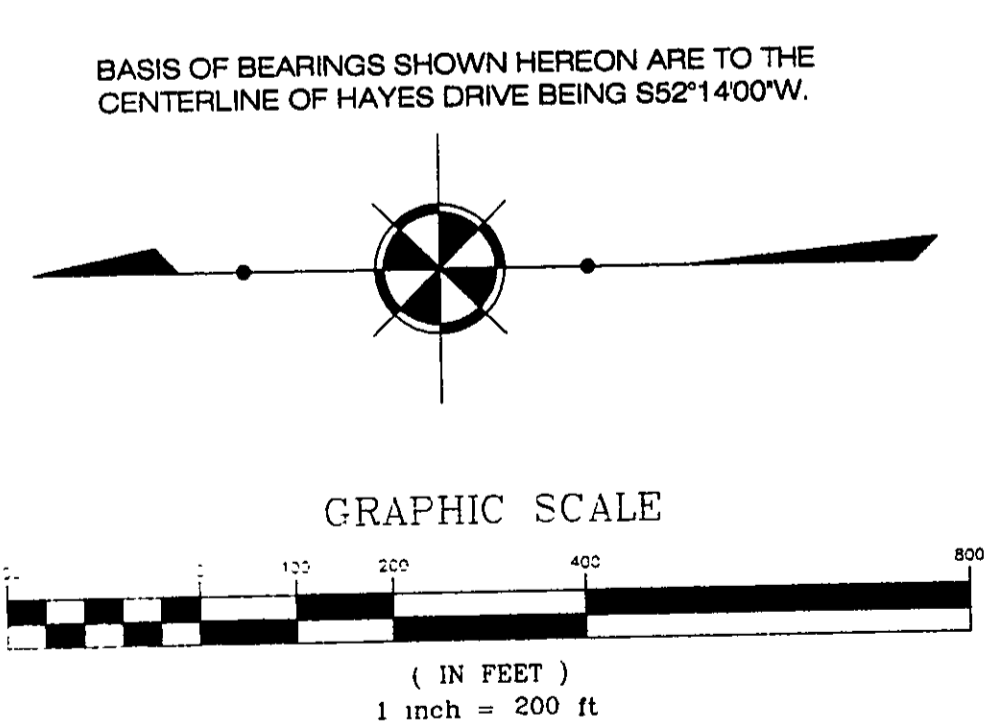 BASIS OF BEARINGS SHOWN HEREON ARE TO THE
CENTERLINE OF HAYES DRIVE BEING S52°14'00"W.
GRAPHIC SCALE
100 200 400 800
( IN FEET )
1 inch = 200 ft